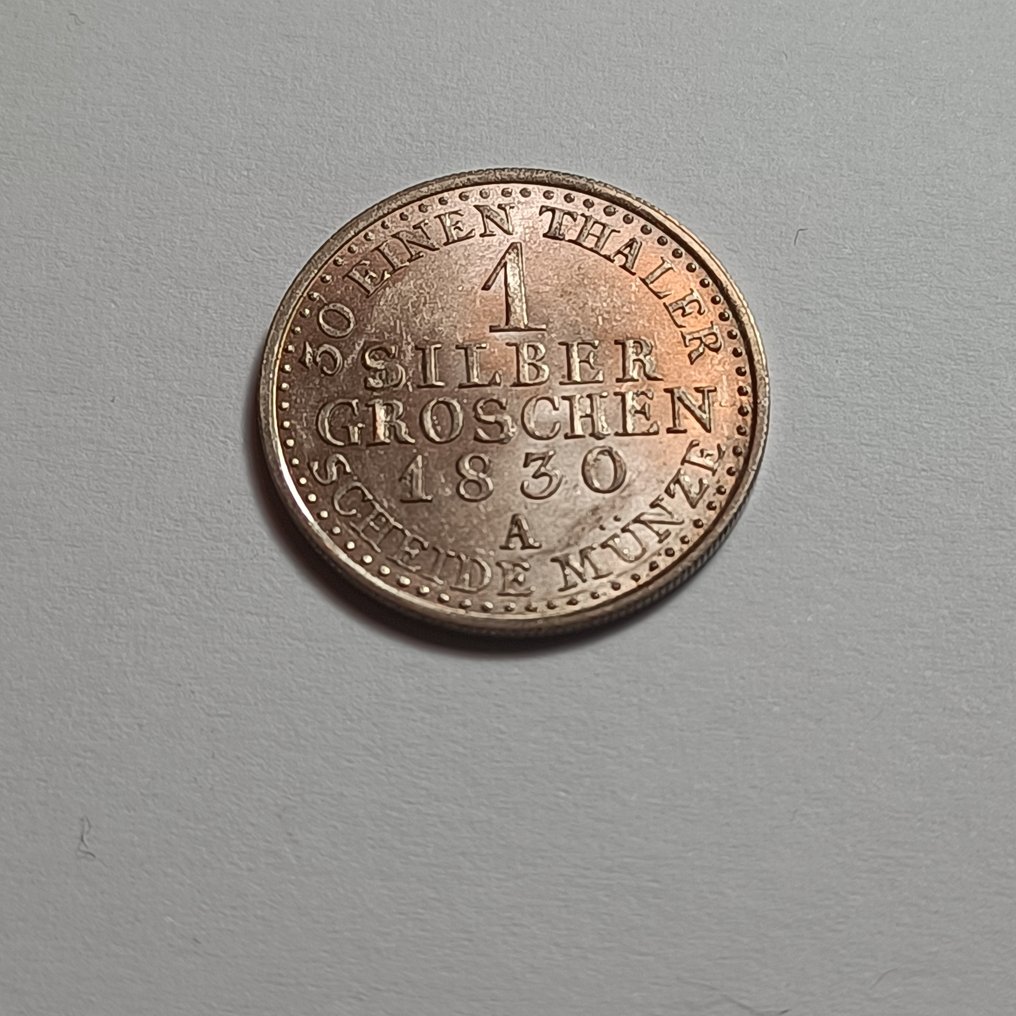 30 EINEN THALER
1
SILBER
GROSCHEN
1830
A
SCHEIDE MÜNZE